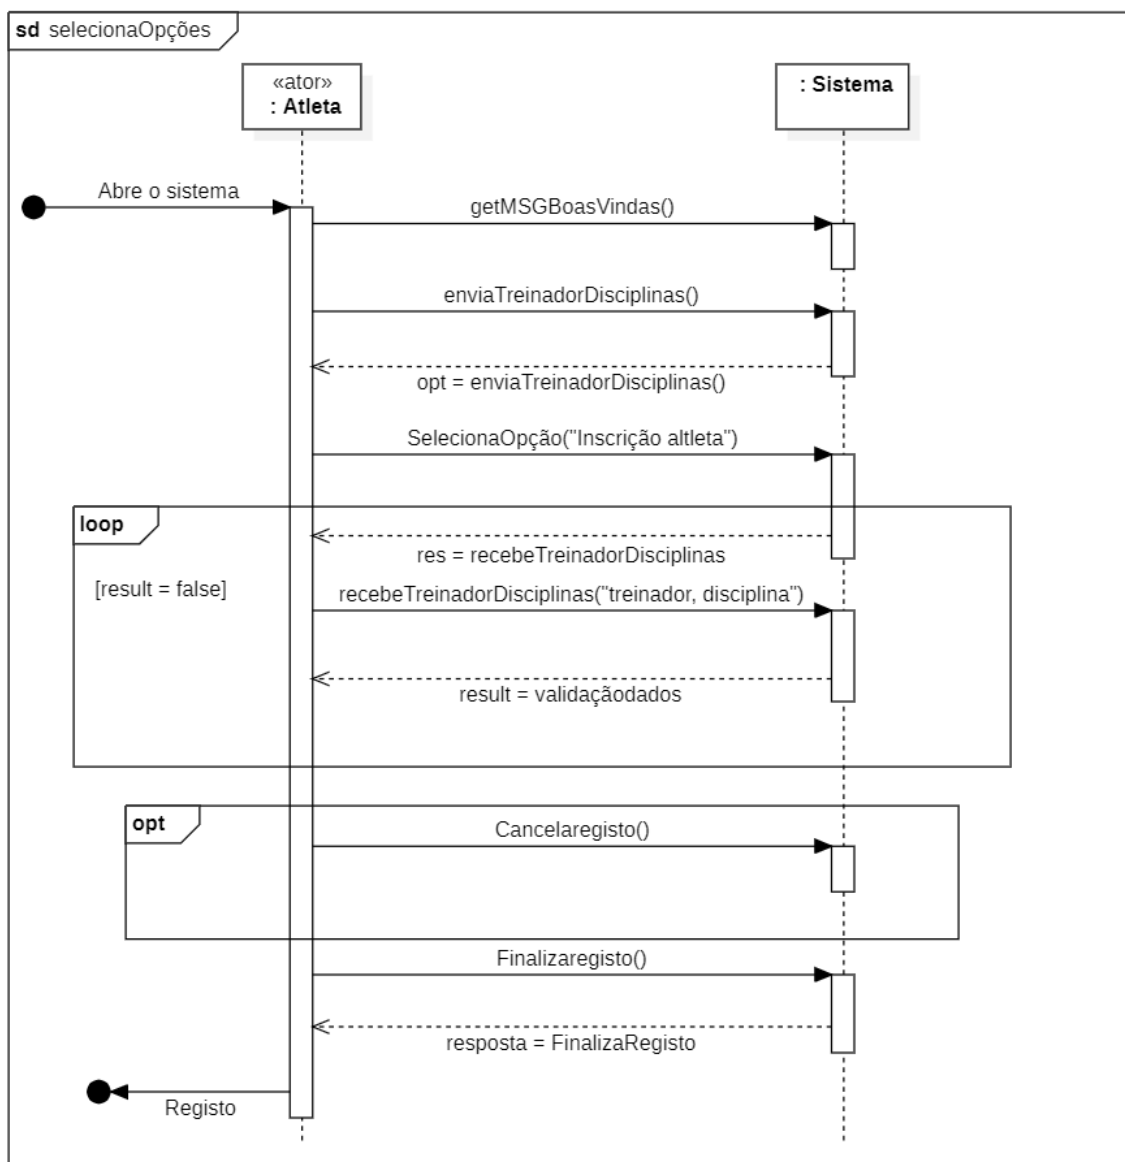 sd selecionaOpções
«ator»
: Atleta
: Sistema
Abre o sistema
getMSGBoasVindas()
enviaTreinadorDisciplinas()
opt = enviaTreinadorDisciplinas()
SelecionaOpção("Inscrição altleta")
loop
res = recebeTreinadorDisciplinas
[result = false]
recebeTreinadorDisciplinas("treinador, disciplina")
result = validaçãodados
opt
Cancelaregisto()
Finalizaregisto()
resposta = FinalizaRegisto
Registo